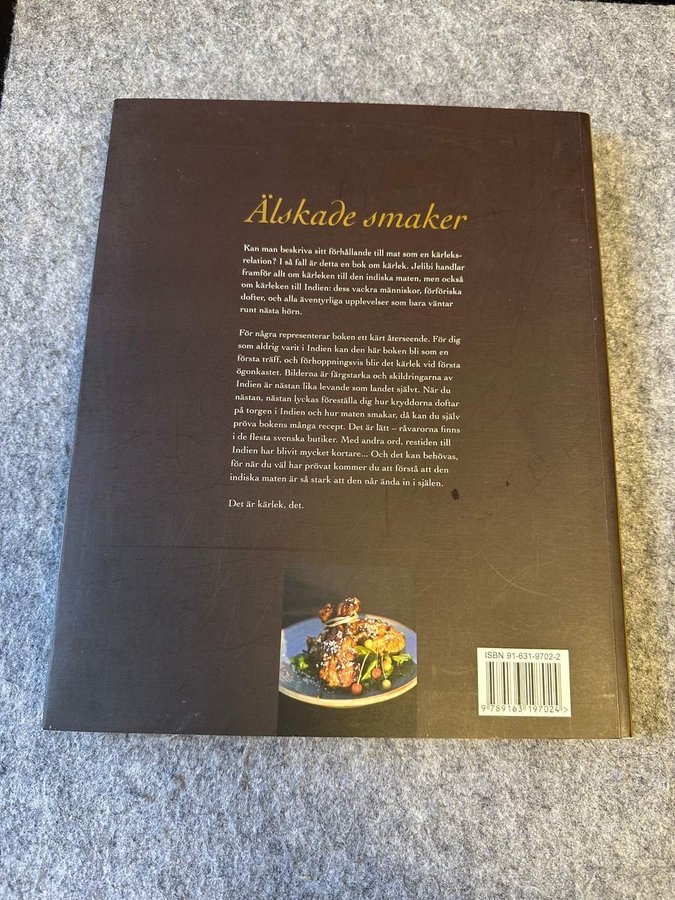 Älskade smaker
Kan man beskriva sitt förhållande till mat som en kärleks-
relation? I så fall är detta en bok om kärlek. Jelibi handlar
framför allt om kärleken till den indiska maten, men också
om kärleken till Indien: dess vackra människor, förföriska
dofter, och alla äventyrliga upplevelser som bara väntar
runt nästa hörn.
För några representerar boken ett kärt återseende. För dig
som aldrig varit i Indien kan den här boken bli som en
första träff, och förhoppningsvis blir det kärlek vid första
ögonkastet. Bilderna är färgstarka och skildringarna av
Indien är nästan lika levande som landet självt. När du
nästan, nästan lyckas föreställa dig hur kryddorna doftar
på torgen i Indien och hur maten smakar, då kan du själv
pröva bokens många recept. Det är lätt – råvarorna finns
i de flesta svenska butiker. Med andra ord, restiden till
Indien har blivit mycket kortare... Och det kan behövas,
för när du väl har prövat kommer du att förstå att den
indiska maten är så stark att den når ända in i själen.
Det är kärlek, det.
ISBN 91-631-9702-2
9 789163 197024 >